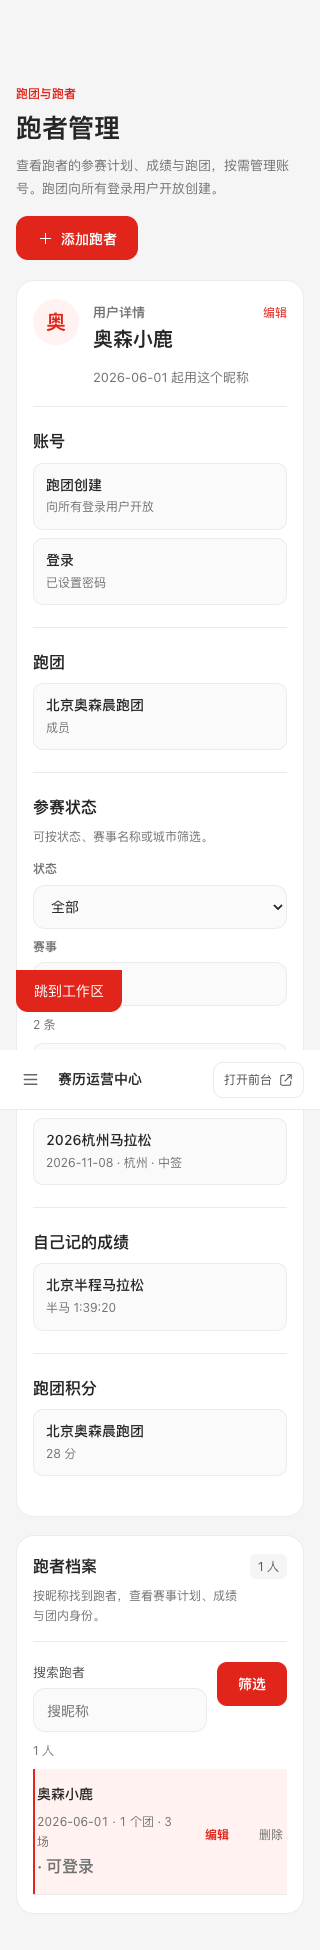 跑团与跑者
跑者管理
查看跑者的参赛计划、成绩与跑团，按需管理账
号。跑团向所有登录用户开放创建。
添加跑者
奥
用户详情
编辑
奥森小鹿
2026-06-01 起用这个昵称
账号
跑团创建
向所有登录用户开放
登录
已设置密码
跑团
北京奥森晨跑团
成员
参赛状态
可按状态、赛事名称或城市筛选。
状态
全部
赛事
跳到工作区
2 条
赛历运营中心
打开前台
2026杭州马拉松
2026-11-08 · 杭州 · 中签
自己记的成绩
北京半程马拉松
半马 1:39:20
跑团积分
北京奥森晨跑团
28 分
跑者档案
1 人
按昵称找到跑者，查看赛事计划、成绩
与团内身份。
搜索跑者
搜昵称
筛选
1 人
奥森小鹿
2026-06-01 · 1 个团 · 3
场
· 可登录
编辑
删除